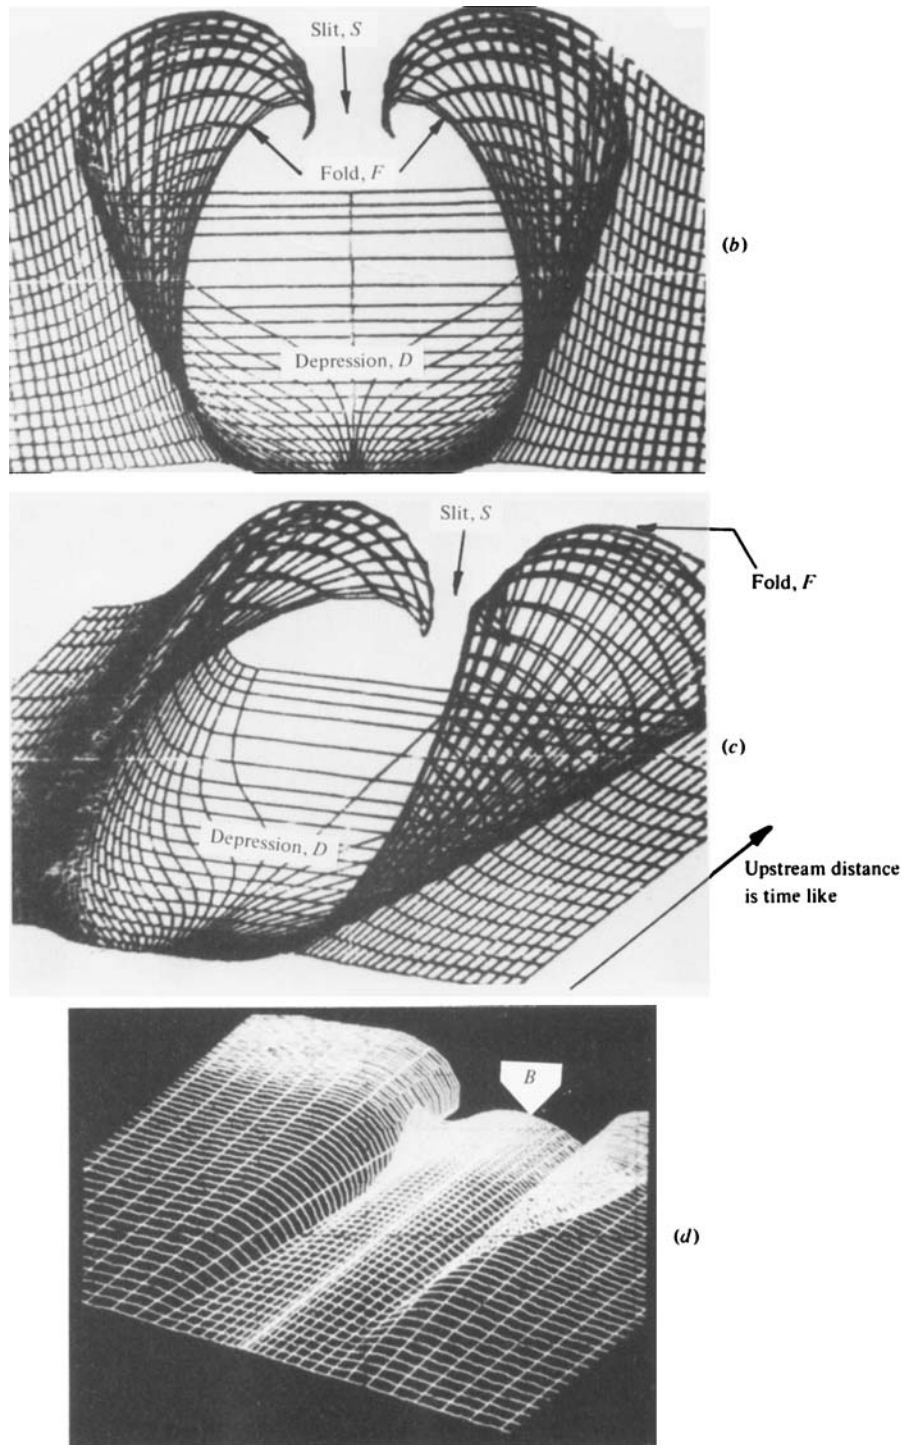 Slit, S
Fold, F
(b)
Depression, D
Slit, S
Fold, F
(c)
Depression, D
Upstream distance
is time like
B
(d)